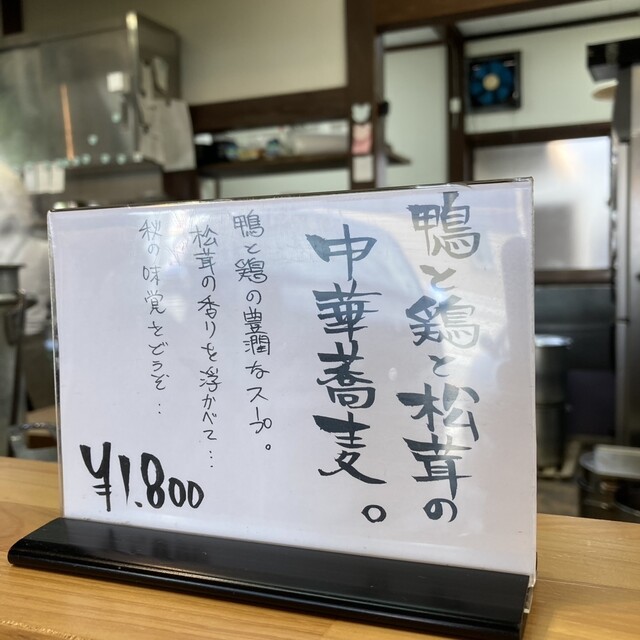 鴨と鶏と松茸の
中華蕎麦。
鴨と鶏の豊潤なスープ。
松茸の香りを浮かべて…
秋の味覚をどうぞ…
¥1.800